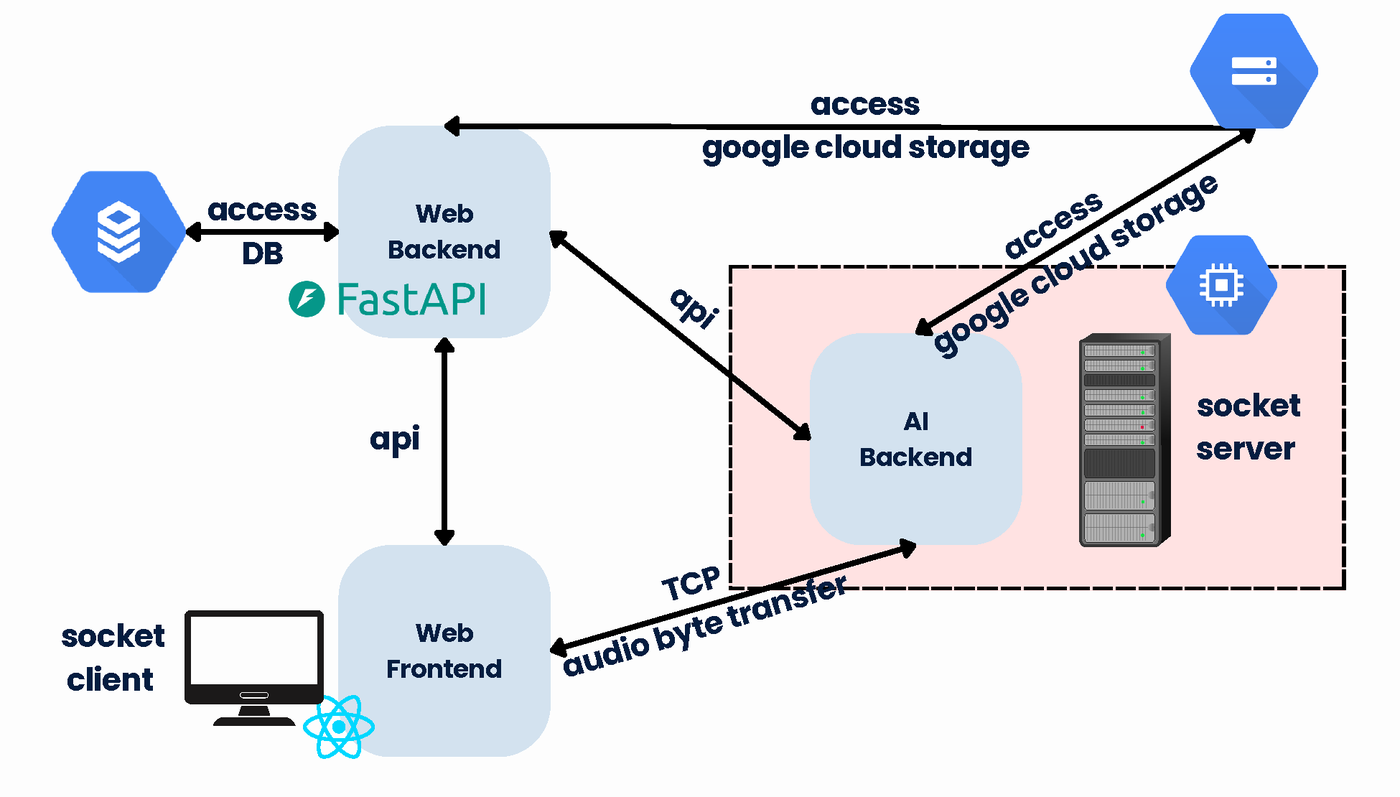 access
google cloud storage
access
DB
Web
Backend
FastAPI
access
google cloud storage
api
api
AI
Backend
socket
server
TCP
audio byte transfer
socket
client
Web
Frontend